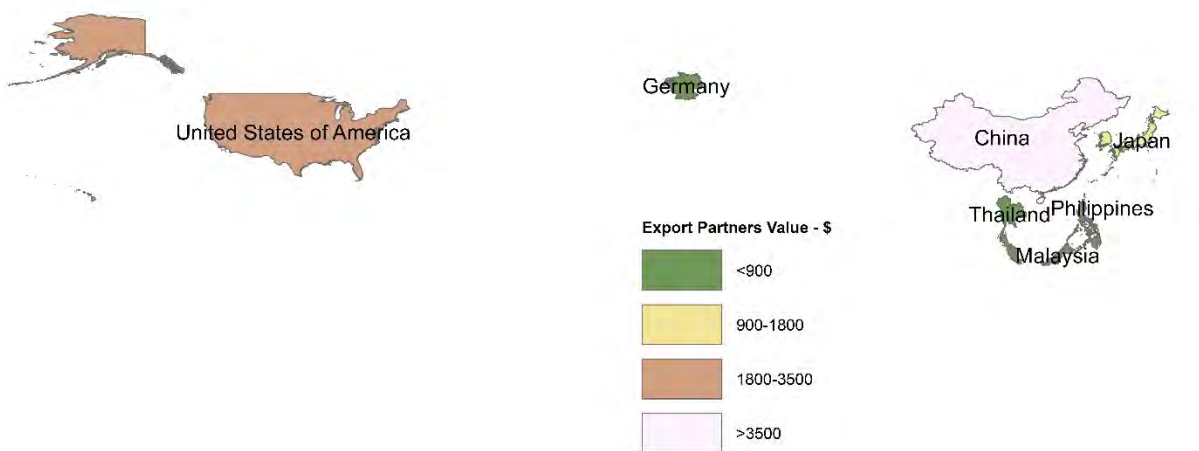 Germany
United States of America
China
Japan
Thailand
Philippines
Malaysia
Export Partners Value - $
<900
900-1800
1800-3500
>3500